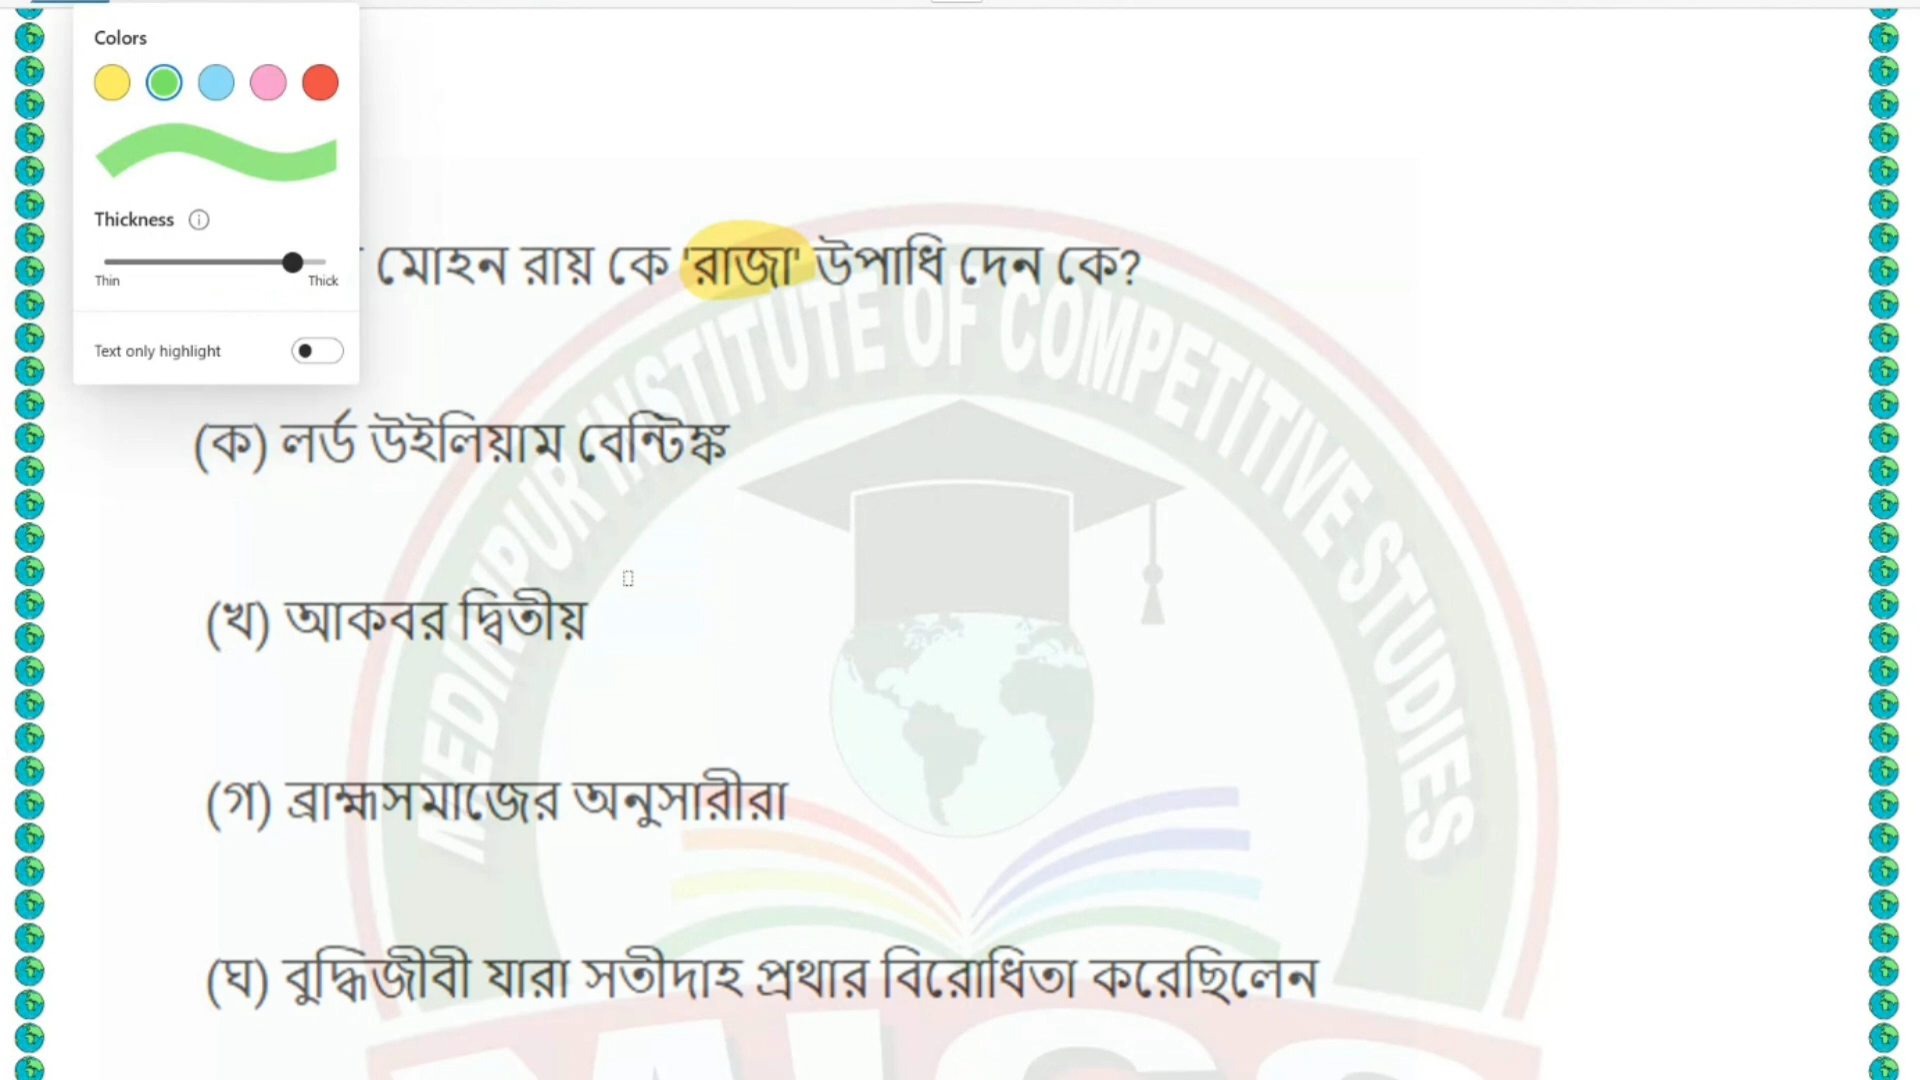 Colors
Thickness
Thin Thick
Text only highlight
মোহন রায় কে 'রাজা' উপাধি দেন কে?
(ক) লর্ড উইলিয়াম বেন্টিঙ্ক
(খ) আকবর দ্বিতীয়
(গ) ব্রাহ্মসমাজের অনুসারীরা
(ঘ) বুদ্ধিজীবী যারা সতীদাহ প্রথার বিরোধিতা করেছিলেন
MEDINIPUR INSTITUTE OF COMPETITIVE STUDIES